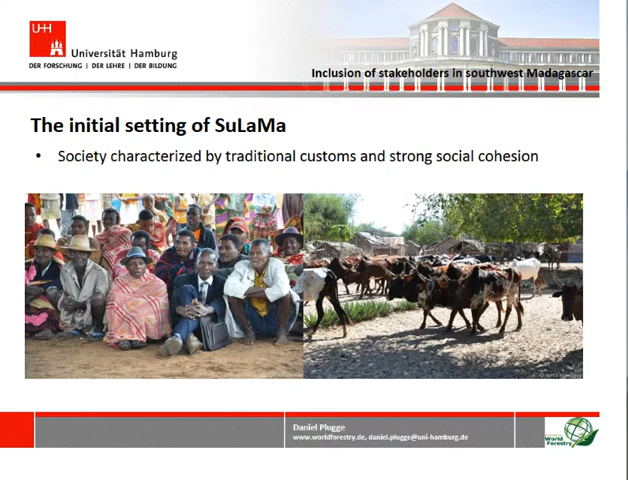 UH
Universität Hamburg
DER FORSCHUNG | DER LEHRE | DER BILDUNG
Inclusion of stakeholders in southwest Madagascar
The initial setting of SuLaMa
• Society characterized by traditional customs and strong social cohesion
Daniel Plugge
www.worldforestry.de, daniel.plugge@uni-hamburg.de
World
Forestry